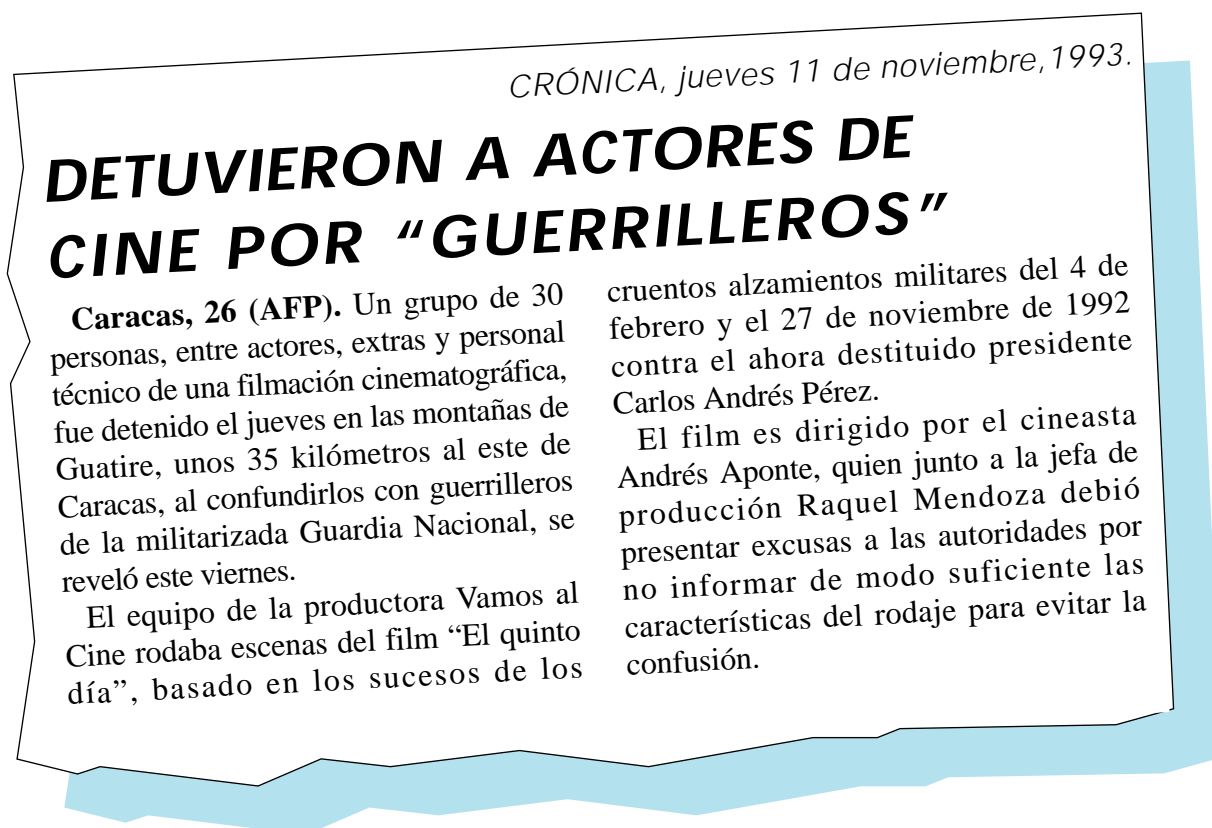 CRÓNICA, jueves 11 de noviembre,1993.
DETUVIERON A ACTORES DE
CINE POR “GUERRILLEROS”
Caracas, 26 (AFP). Un grupo de 30
personas, entre actores, extras y personal
técnico de una filmación cinematográfica,
fue detenido el jueves en las montañas de
Guatire, unos 35 kilómetros al este de
Caracas, al confundirlos con guerrilleros
de la militarizada Guardia Nacional, se
reveló este viernes.
El equipo de la productora Vamos al
Cine rodaba escenas del film “El quinto
día”, basado en los sucesos de los
cruentos alzamientos militares del 4 de
febrero y el 27 de noviembre de 1992
contra el ahora destituido presidente
Carlos Andrés Pérez.
El film es dirigido por el cineasta
Andrés Aponte, quien junto a la jefa de
producción Raquel Mendoza debió
presentar excusas a las autoridades por
no informar de modo suficiente las
características del rodaje para evitar la
confusión.